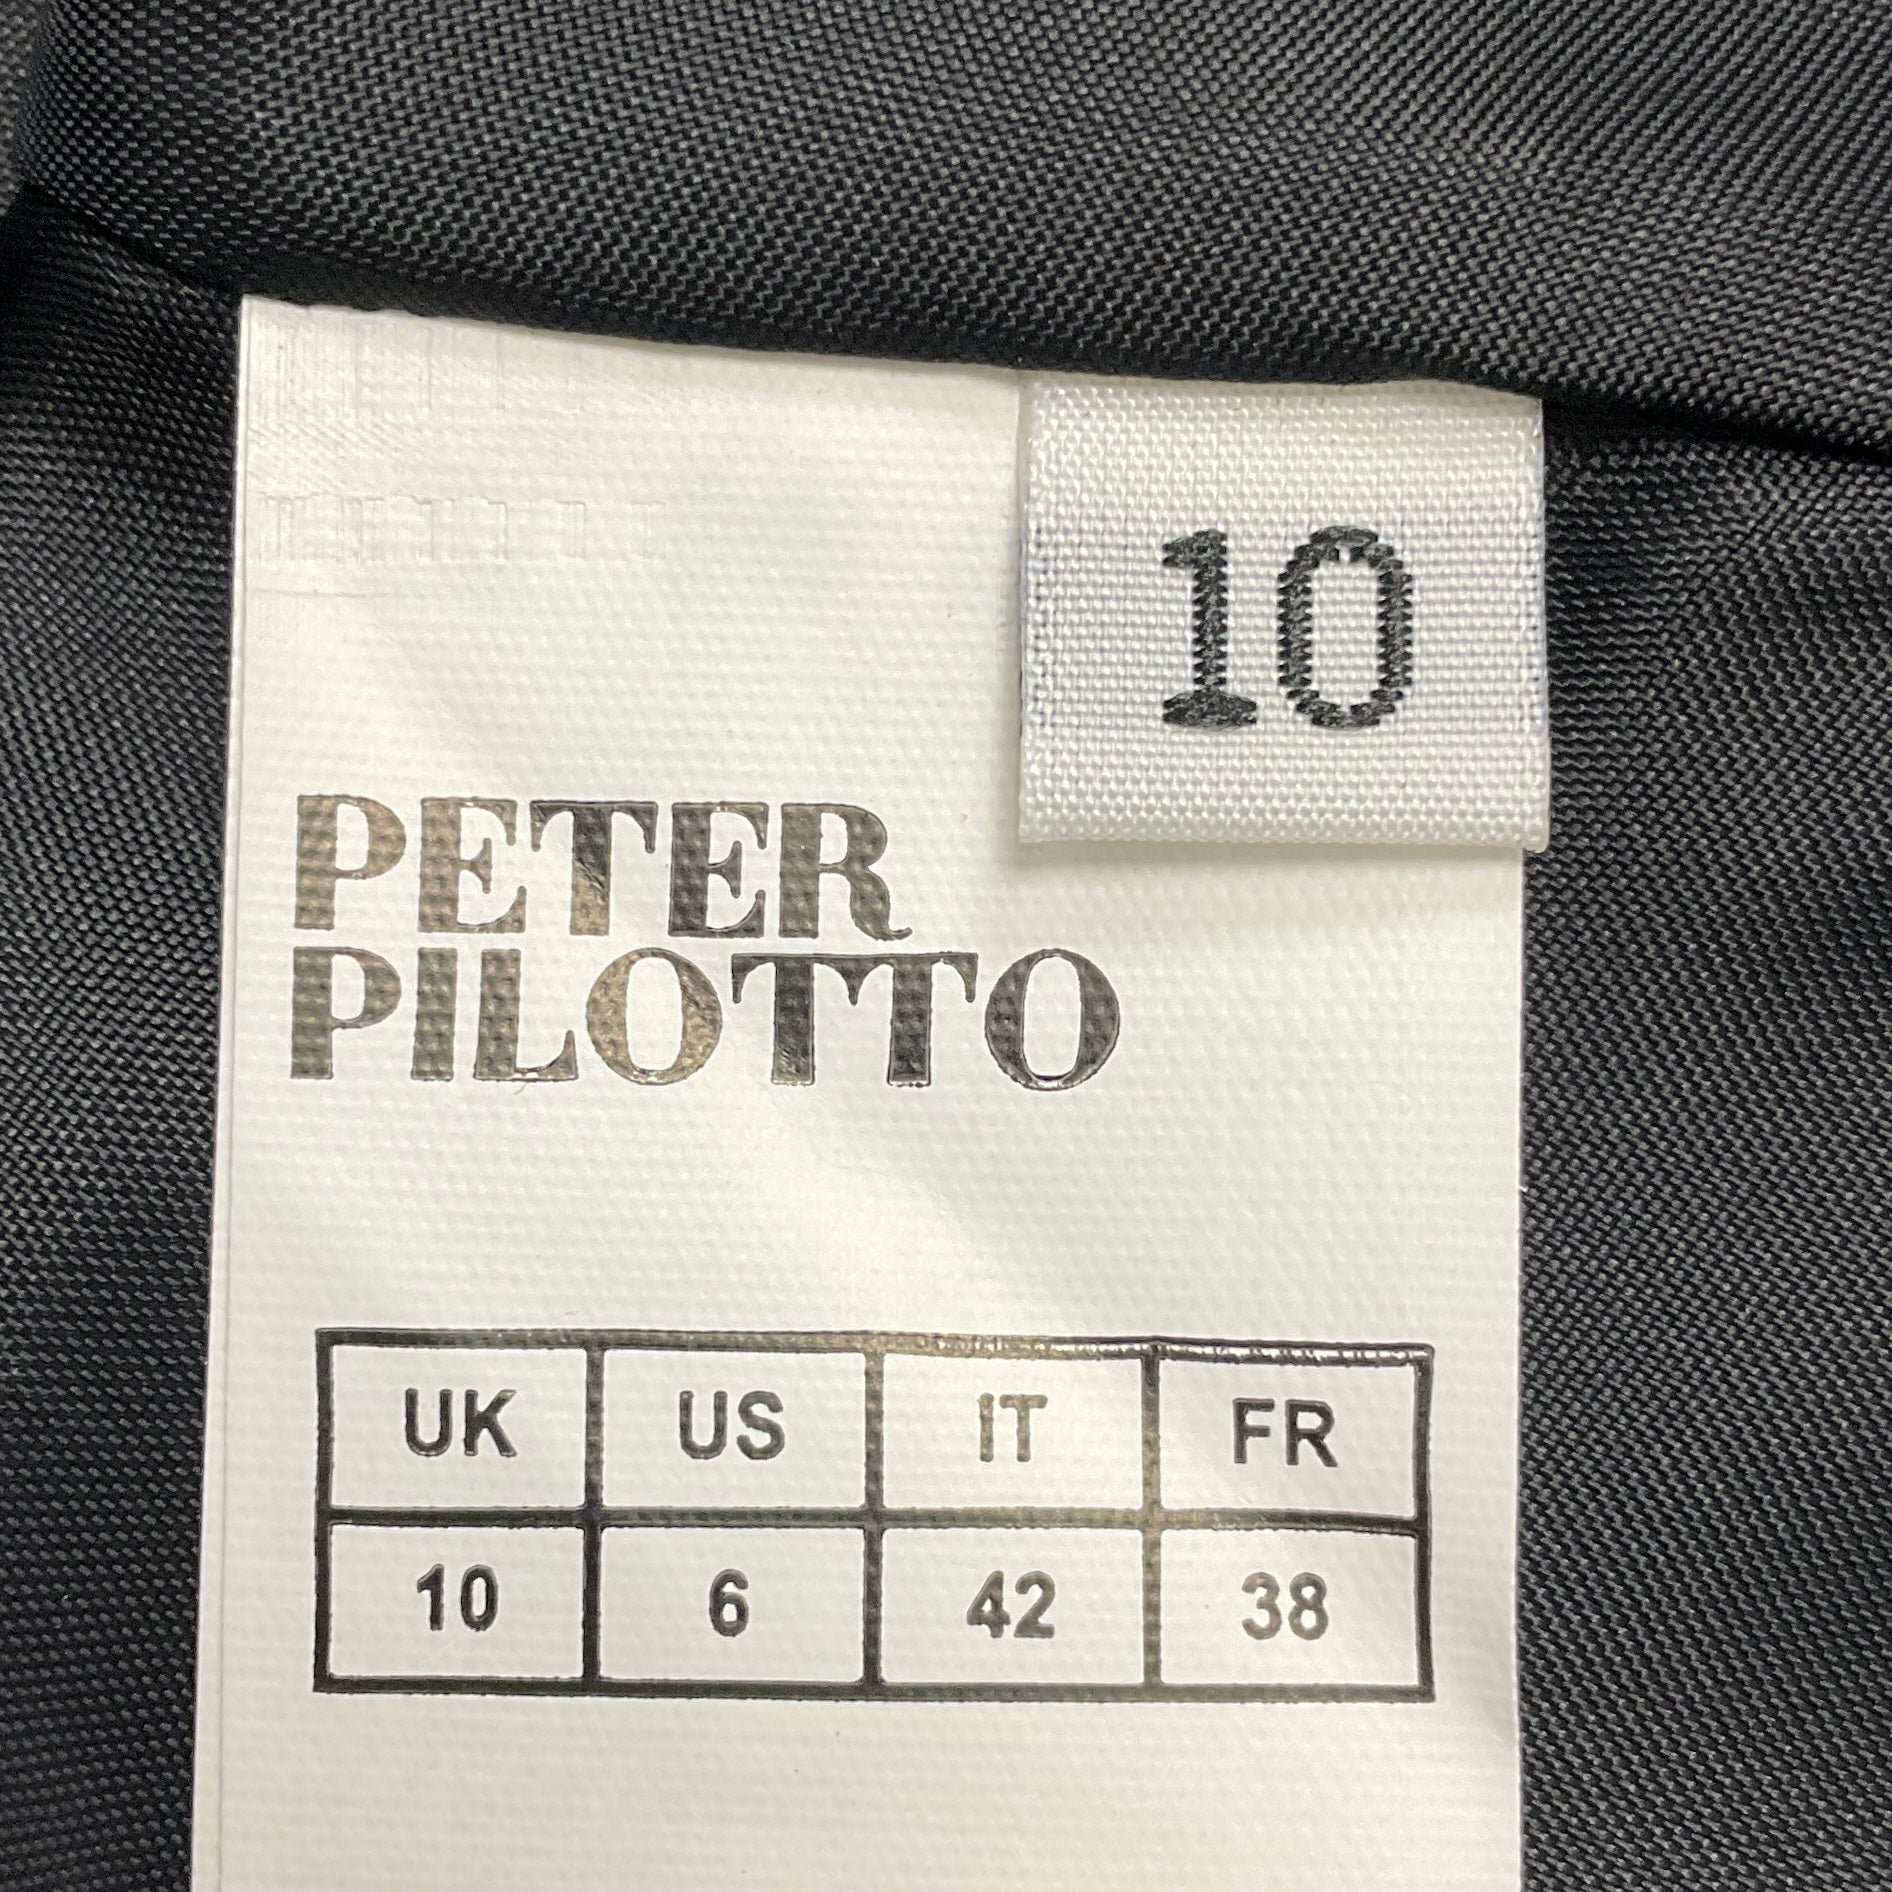 10
PETER
PILOTTO
UK US IT FR
10 6 42 38